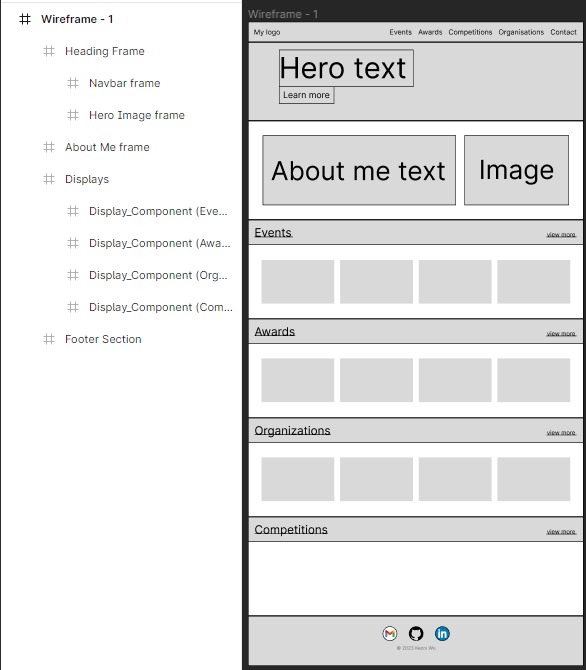 Wireframe - 1
Heading Frame
Navbar frame
Hero Image frame
About Me frame
Displays
Display_Component (Eve...
Display_Component (Awa...
Display_Component (Org...
Display_Component (Com...
Footer Section
Wireframe - 1
My logo Events Awards Competitions Organisations Contact
Hero text
Learn more
About me text Image
Events view more
Awards view more
Organizations view more
Competitions view more
in